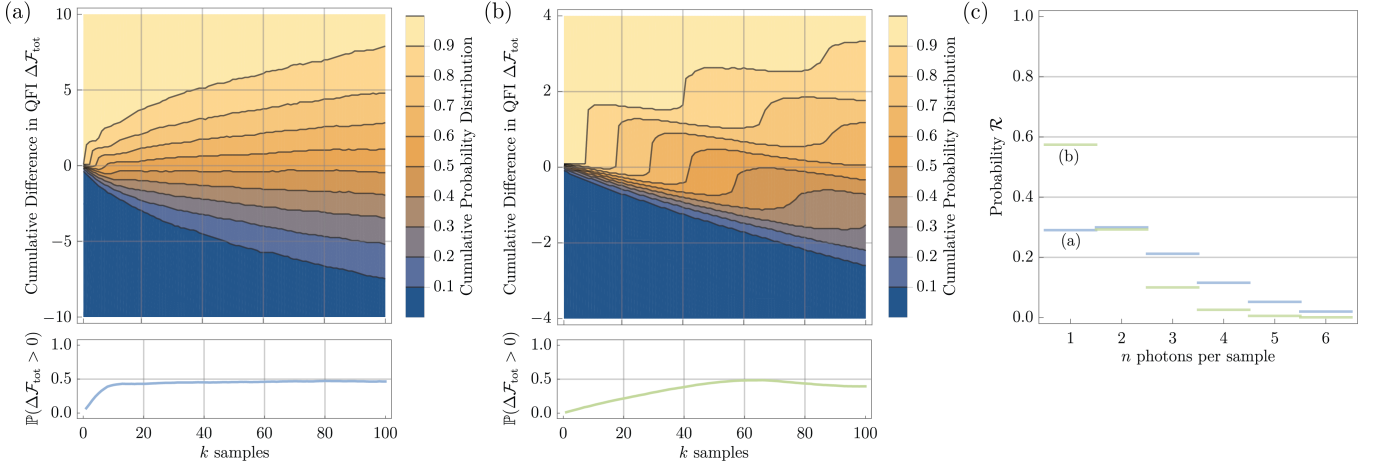 (a)
Cumulative Difference in QFI Δℱtot
10
5
0
−5
−10
0.9
0.8
0.7
0.6
0.5
0.4
0.3
0.2
0.1
Cumulative Probability Distribution
ℙ(Δℱtot > 0)
1.0
0.5
0.0
0 20 40 60 80 100
k samples
(b)
Cumulative Difference in QFI Δℱtot
4
2
0
−2
−4
0.9
0.8
0.7
0.6
0.5
0.4
0.3
0.2
0.1
Cumulative Probability Distribution
ℙ(Δℱtot > 0)
1.0
0.5
0.0
0 20 40 60 80 100
k samples
(c)
Probability ℛ
1.0
0.8
0.6
0.4
0.2
0.0
(b)
(a)
1 2 3 4 5 6
n photons per sample